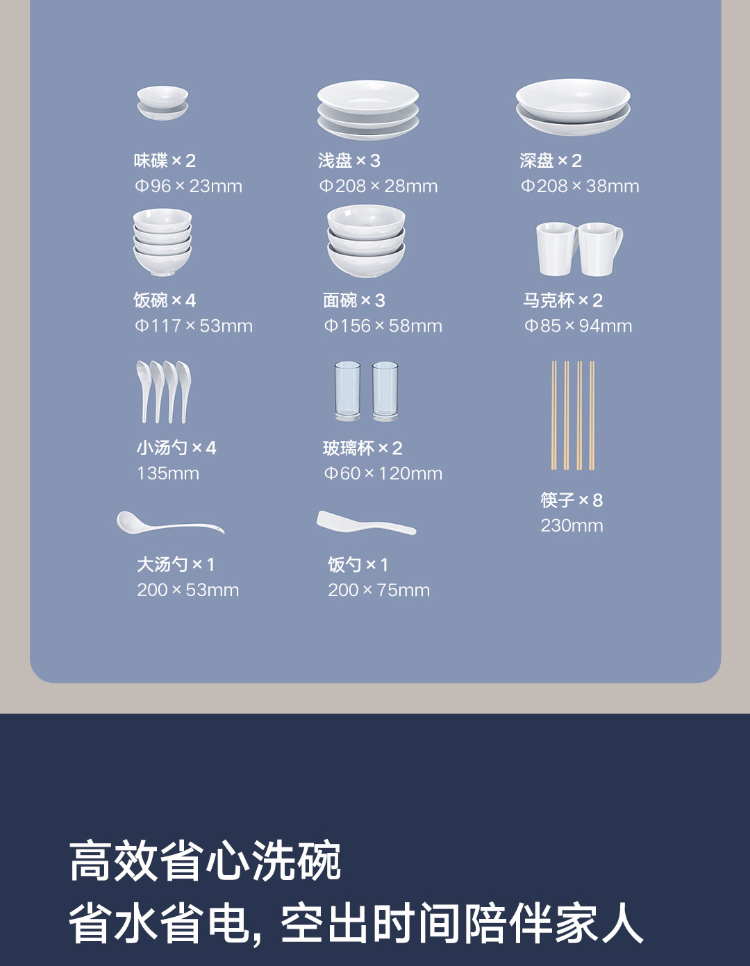 味碟×2
Φ96×23mm
浅盘×3
Φ208×28mm
深盘×2
Φ208×38mm
饭碗×4
Φ117×53mm
面碗×3
Φ156×58mm
马克杯×2
Φ85×94mm
小汤勺×4
135mm
玻璃杯×2
Φ60×120mm
筷子×8
230mm
大汤勺×1
200×53mm
饭勺×1
200×75mm
高效省心洗碗
省水省电, 空出时间陪伴家人